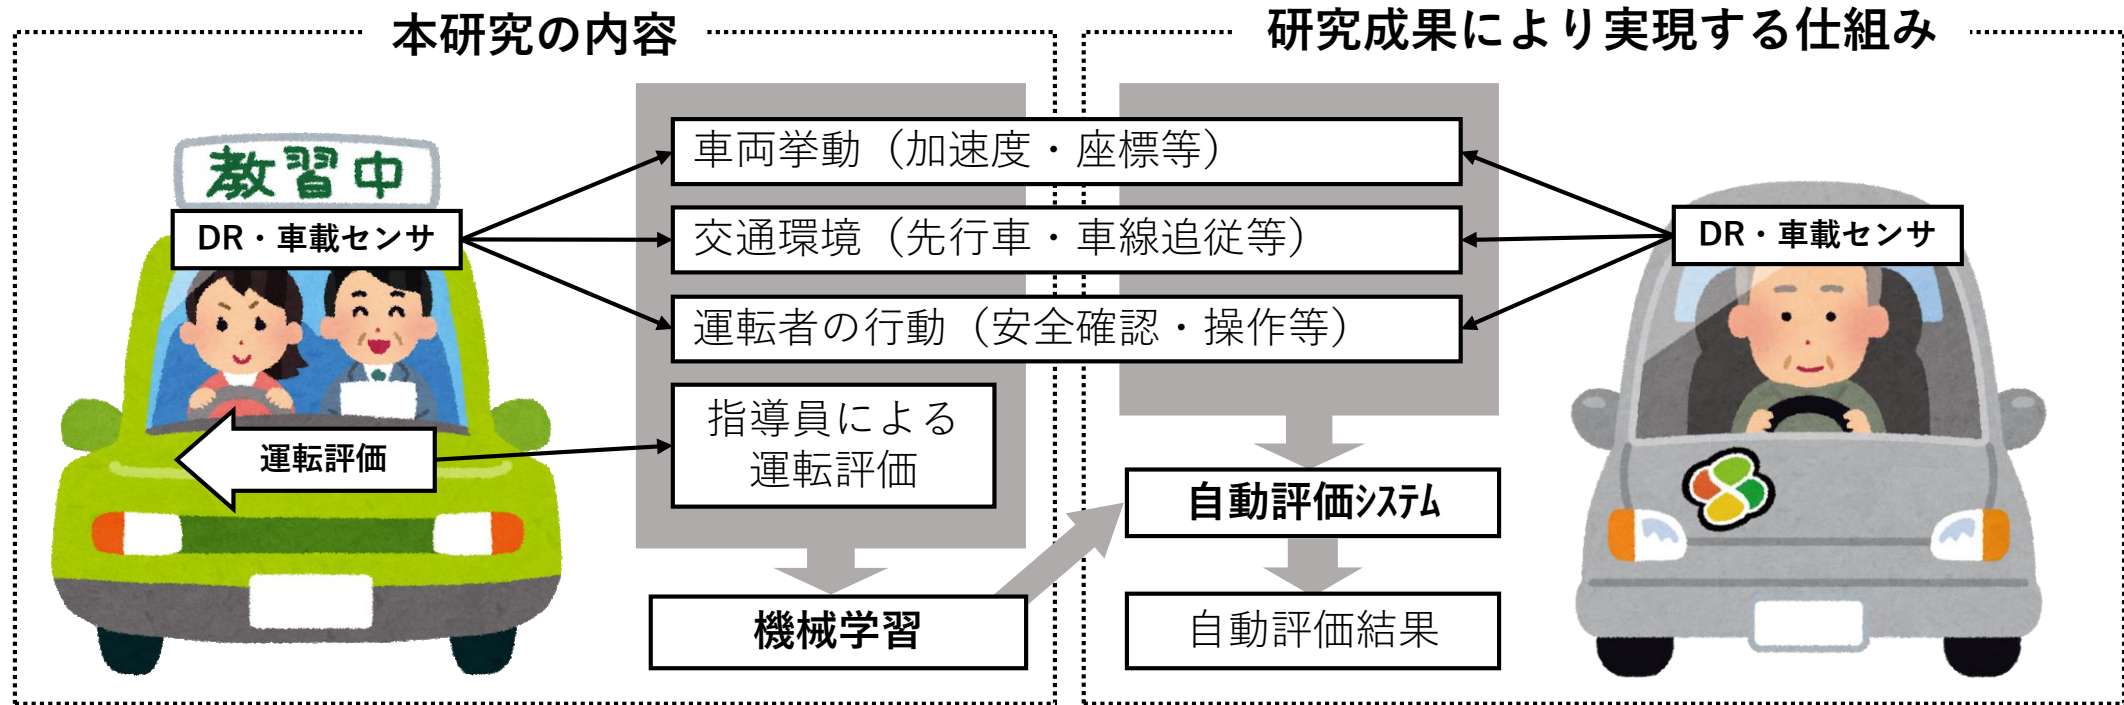 本研究の内容
研究成果により実現する仕組み
教習中
DR・車載センサ
運転評価
車両挙動（加速度・座標等）
交通環境（先行車・車線追従等）
運転者の行動（安全確認・操作等）
指導員による
運転評価
機械学習
DR・車載センサ
自動評価ｼｽﾃﾑ
自動評価結果